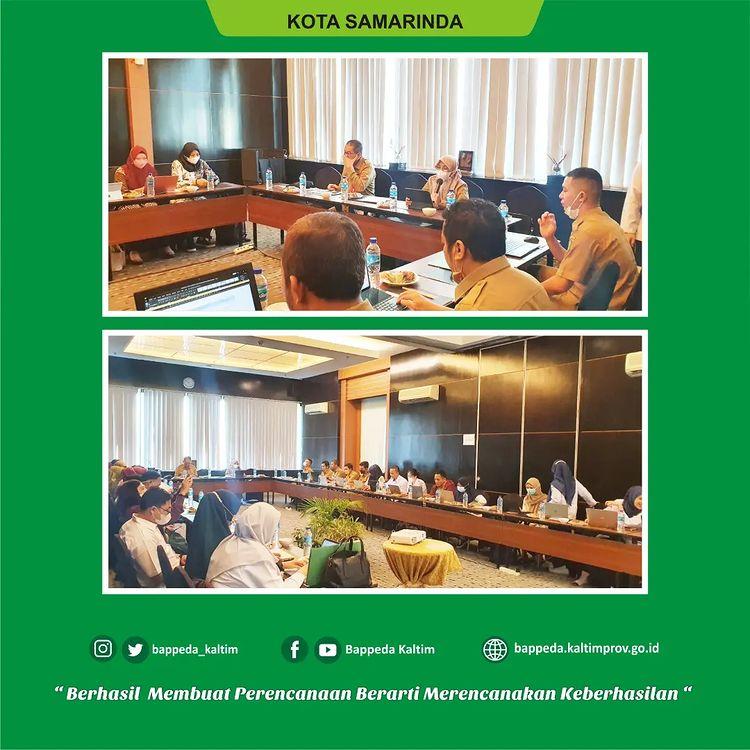 KOTA SAMARINDA
bappeda_kaltim
Bappeda Kaltim
bappeda.kaltimprov.go.id
“ Berhasil Membuat Perencanaan Berarti Merencanakan Keberhasilan “